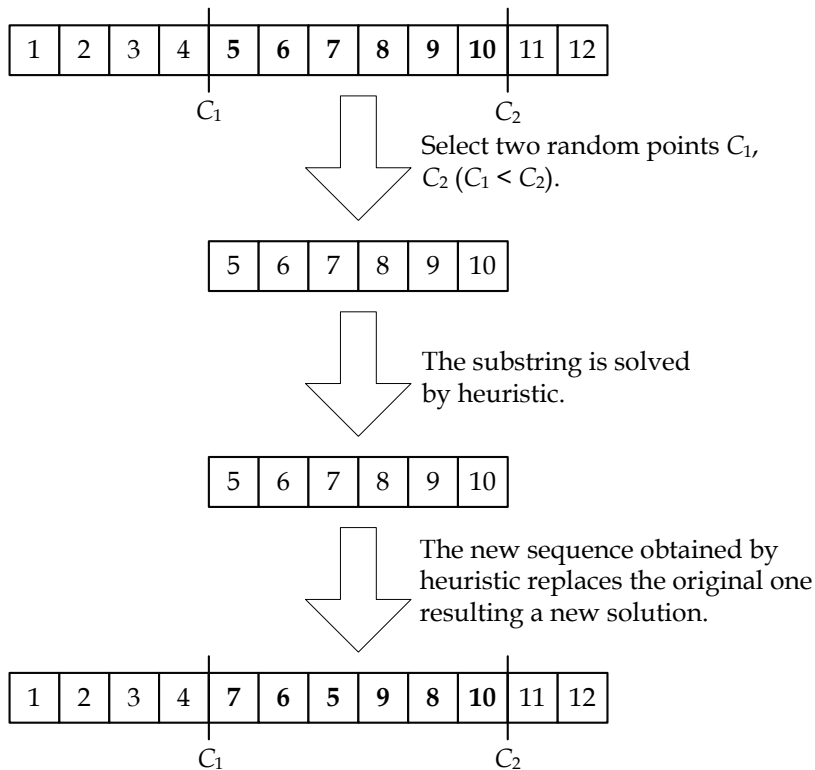 1 2 3 4 5 6 7 8 9 10 11 12
C1 C2
Select two random points C1,
C2 (C1 < C2).
5 6 7 8 9 10
The substring is solved
by heuristic.
5 6 7 8 9 10
The new sequence obtained by
heuristic replaces the original one
resulting a new solution.
1 2 3 4 7 6 5 9 8 10 11 12
C1 C2